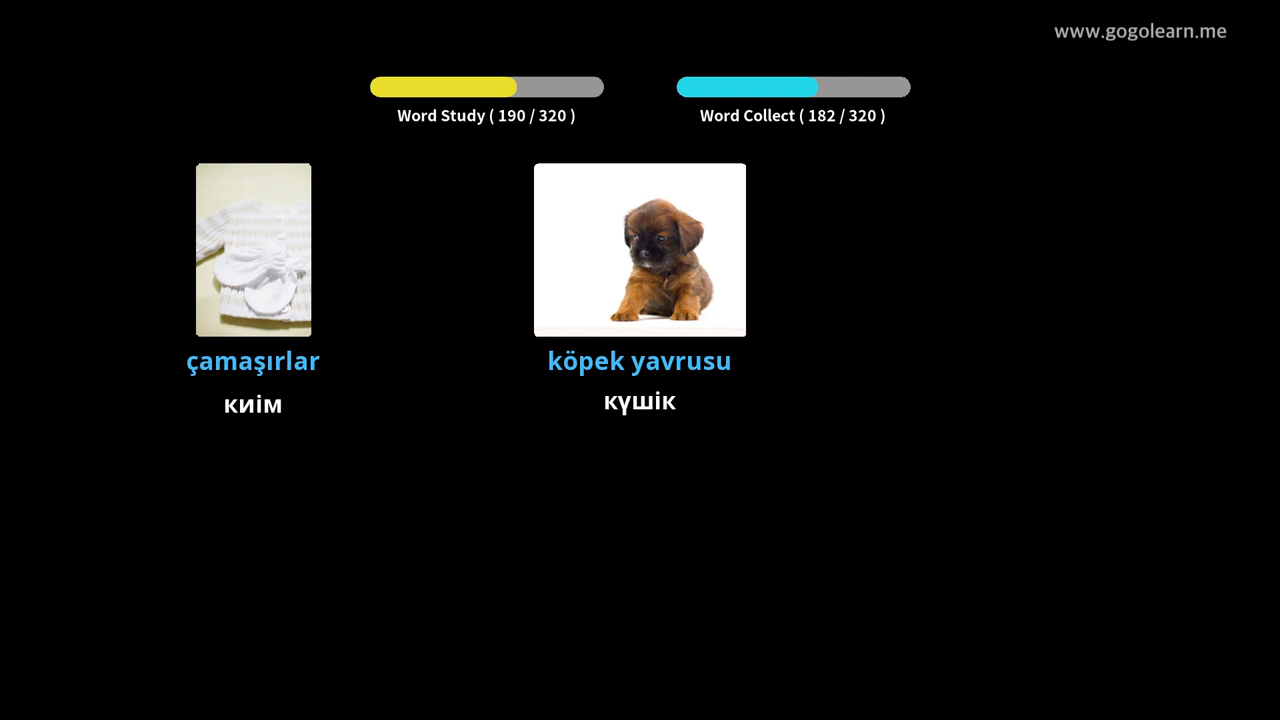 www.gogolearn.me
Word Study ( 190 / 320 )
Word Collect ( 182 / 320 )
çamaşırlar
киім
köpek yavrusu
күшік